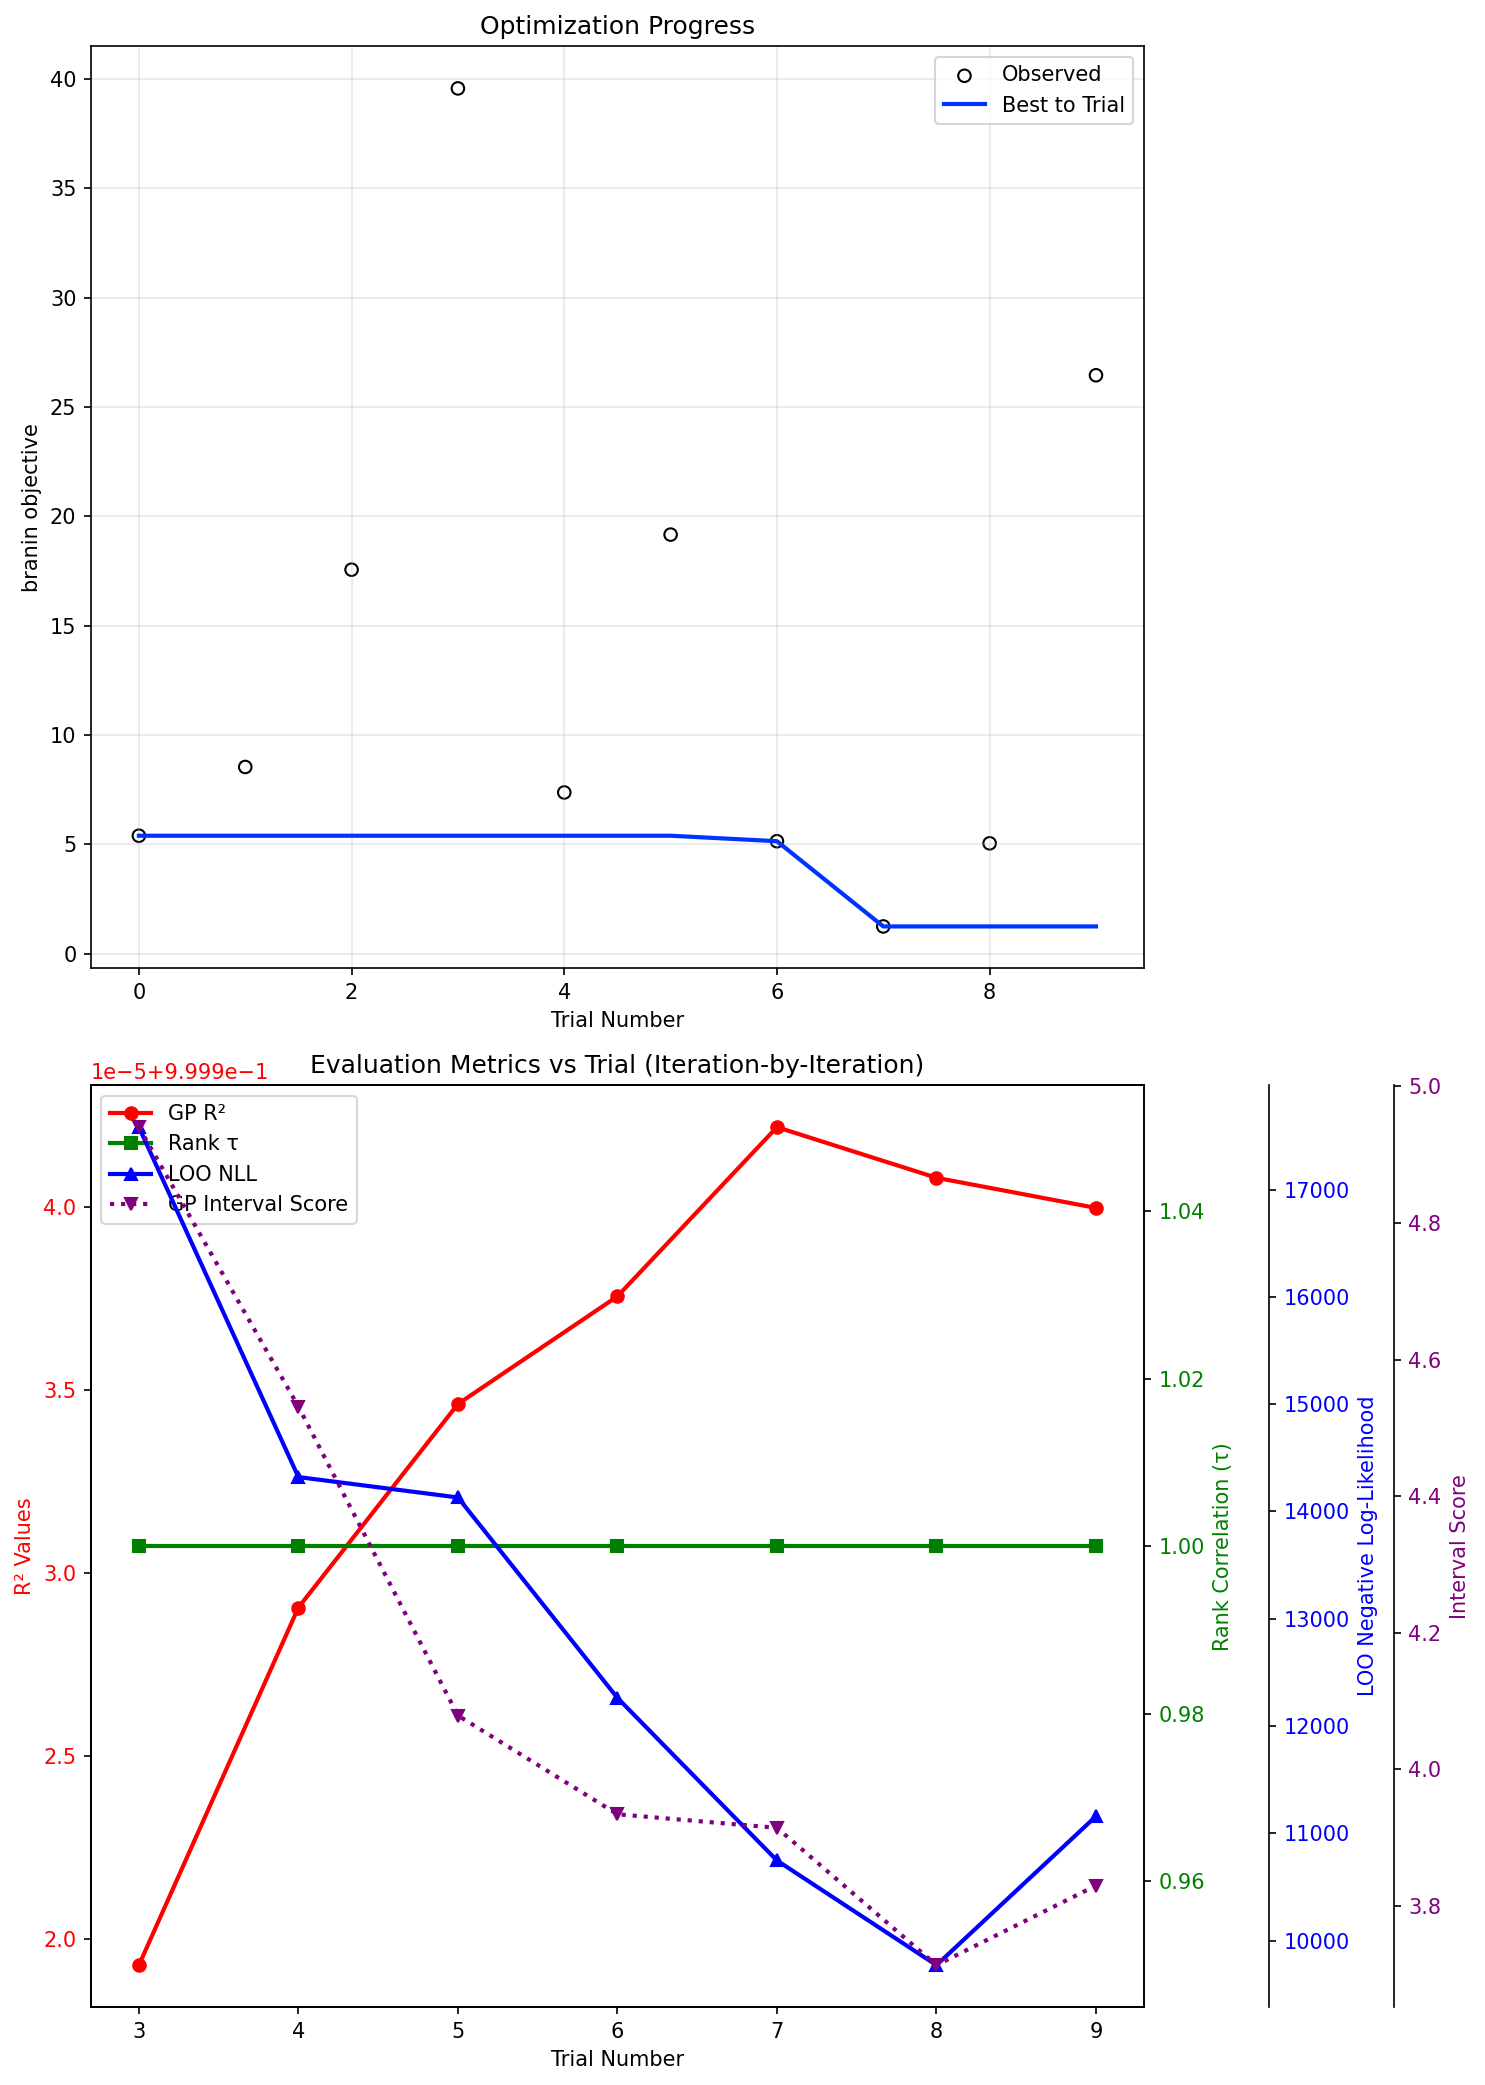 Optimization Progress
Observed
Best to Trial
branin objective
40
35
30
25
20
15
10
5
0
0 2 4 6 8
Trial Number
1e−5+9.999e−1
Evaluation Metrics vs Trial (Iteration-by-Iteration)
GP R²
Rank τ
LOO NLL
GP Interval Score
R² Values
4.0
3.5
3.0
2.5
2.0
1.04
1.02
1.00
0.98
0.96
Rank Correlation (τ)
17000
16000
15000
14000
13000
12000
11000
10000
LOO Negative Log-Likelihood
5.0
4.8
4.6
4.4
4.2
4.0
3.8
Interval Score
3 4 5 6 7 8 9
Trial Number